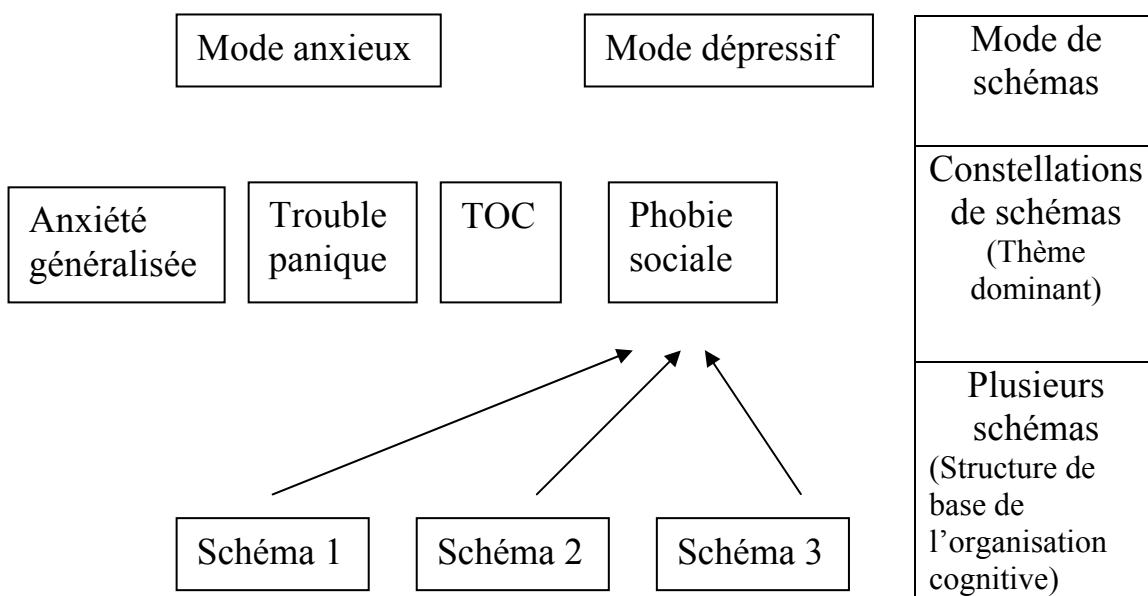 Mode anxieux
Mode dépressif
Mode de
schémas
Anxiété
généralisée
Trouble
panique
TOC
Phobie
sociale
Constellations
de schémas
(Thème
dominant)
Schéma 1
Schéma 2
Schéma 3
Plusieurs
schémas
(Structure de
base de
l’organisation
cognitive)